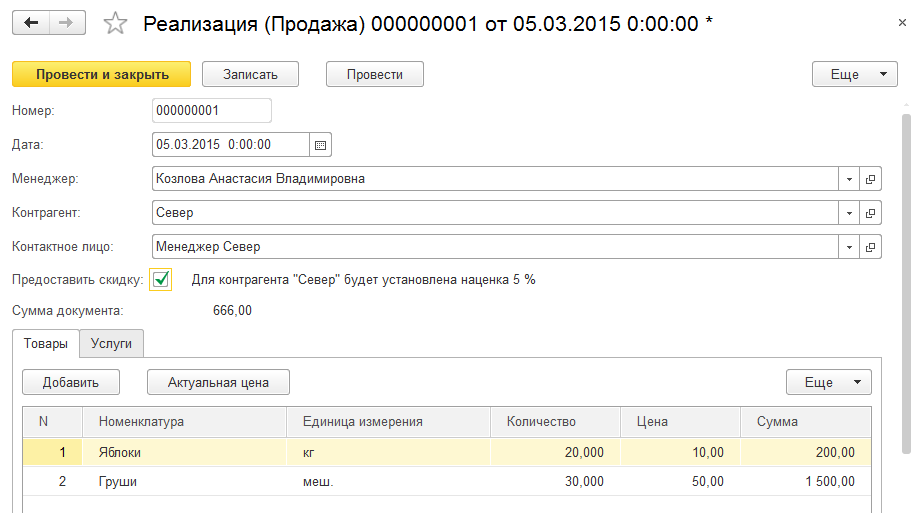 Реализация (Продажа) 000000001 от 05.03.2015 0:00:00 *
Провести и закрыть Записать Провести Еще
Номер: 000000001
Дата: 05.03.2015 0:00:00
Менеджер: Козлова Анастасия Владимировна
Контрагент: Север
Контактное лицо: Менеджер Север
Предоставить скидку: Для контрагента "Север" будет установлена наценка 5 %
Сумма документа: 666,00
Товары Услуги
Добавить Актуальная цена Еще
N Номенклатура Единица измерения Количество Цена Сумма
1 Яблоки кг 20,000 10,00 200,00
2 Груши меш. 30,000 50,00 1 500,00